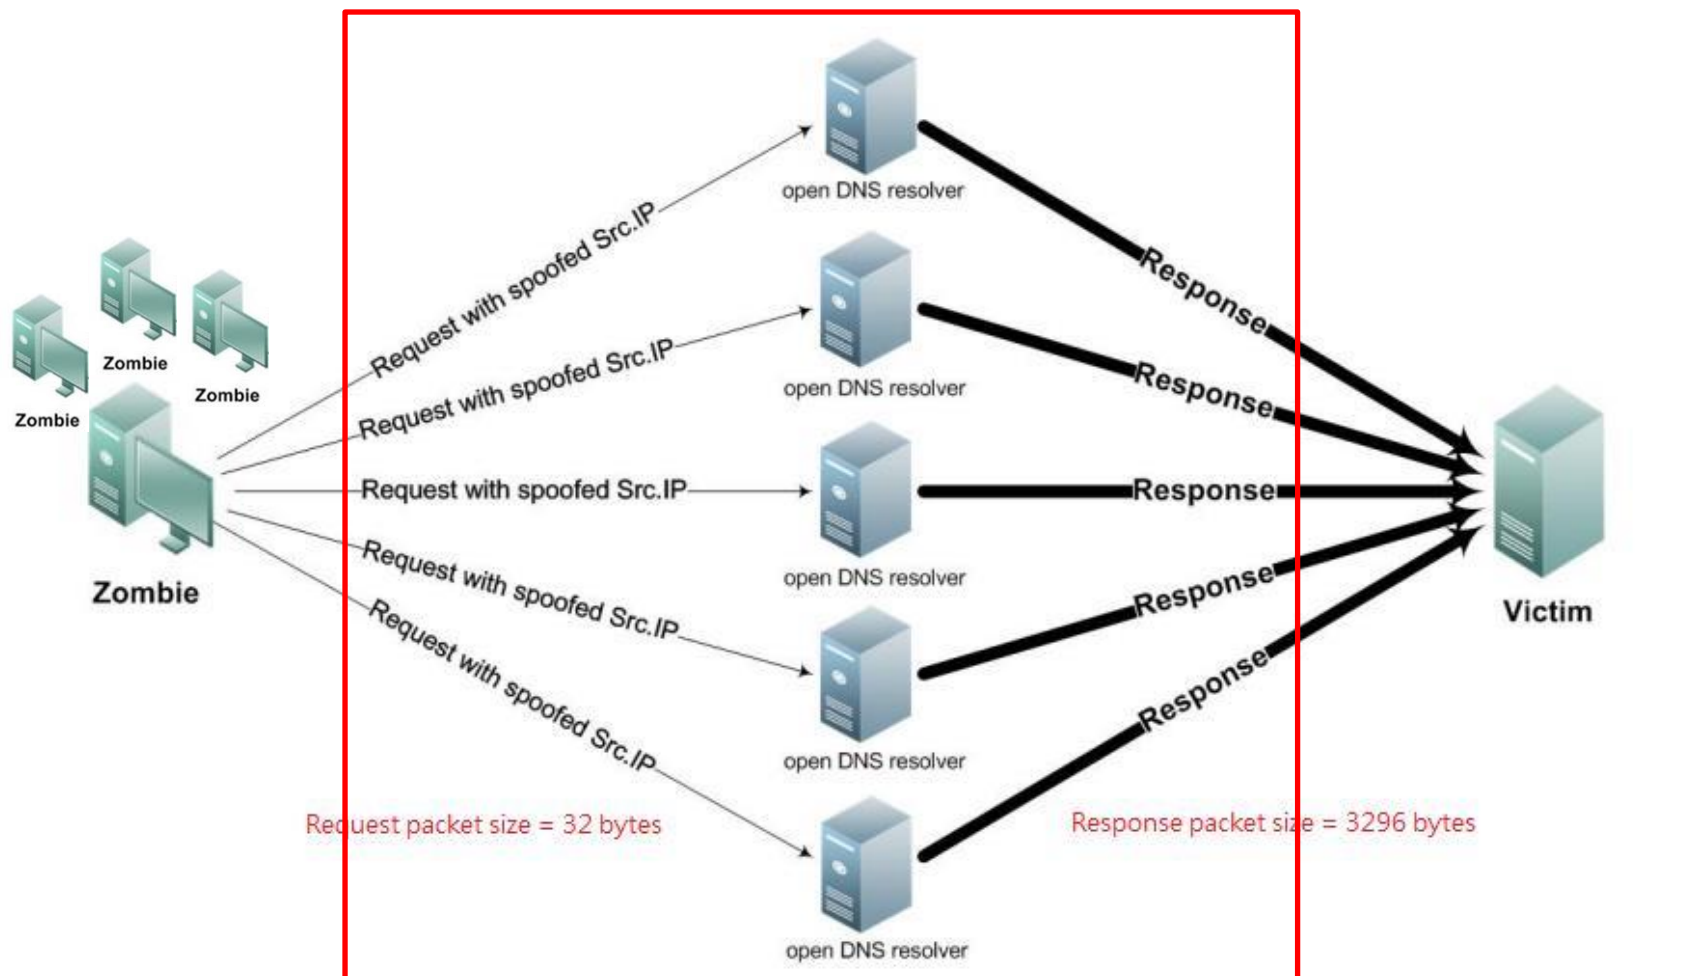 open DNS resolver
Request with spoofed Src.IP
Response
open DNS resolver
Request with spoofed Src.IP
Response
Zombie
Zombie
Zombie
Request with spoofed Src.IP
Response
open DNS resolver
Zombie
Request with spoofed Src.IP
Response
Victim
Request with spoofed Src.IP
Response
open DNS resolver
Request packet size = 32 bytes
Response packet size = 3296 bytes
open DNS resolver